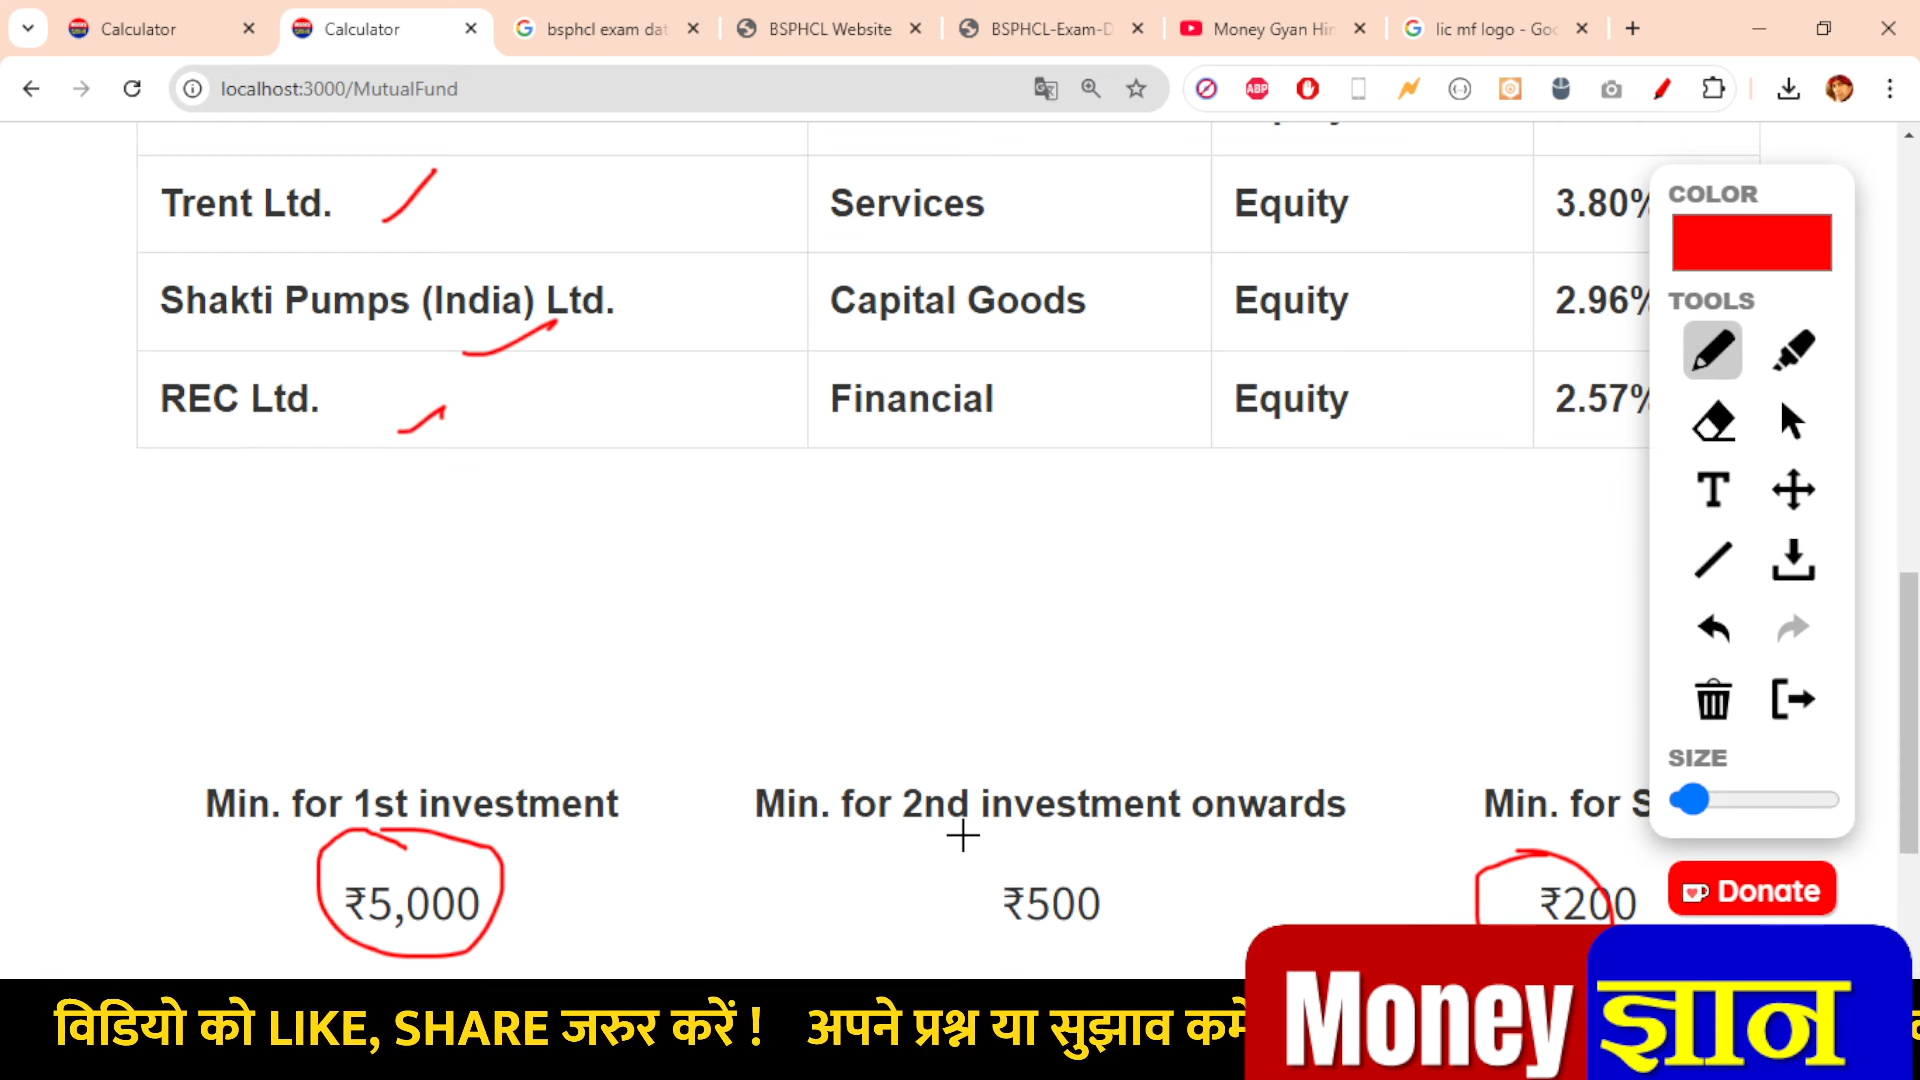 Calculator
Calculator
bsphcl exam dat
BSPHCL Website
BSPHCL-Exam-D
Money Gyan Hin
lic mf logo - Goo
localhost:3000/MutualFund
ABP
Trent Ltd. Services Equity 3.80%
Shakti Pumps (India) Ltd. Capital Goods Equity 2.96%
REC Ltd. Financial Equity 2.57%
COLOR
TOOLS
SIZE
Donate
Min. for 1st investment Min. for 2nd investment onwards Min. for S
₹5,000 ₹500 ₹200
विडियो को LIKE, SHARE जरुर करें ! अपने प्रश्न या सुझाव कमे
Money ज्ञान